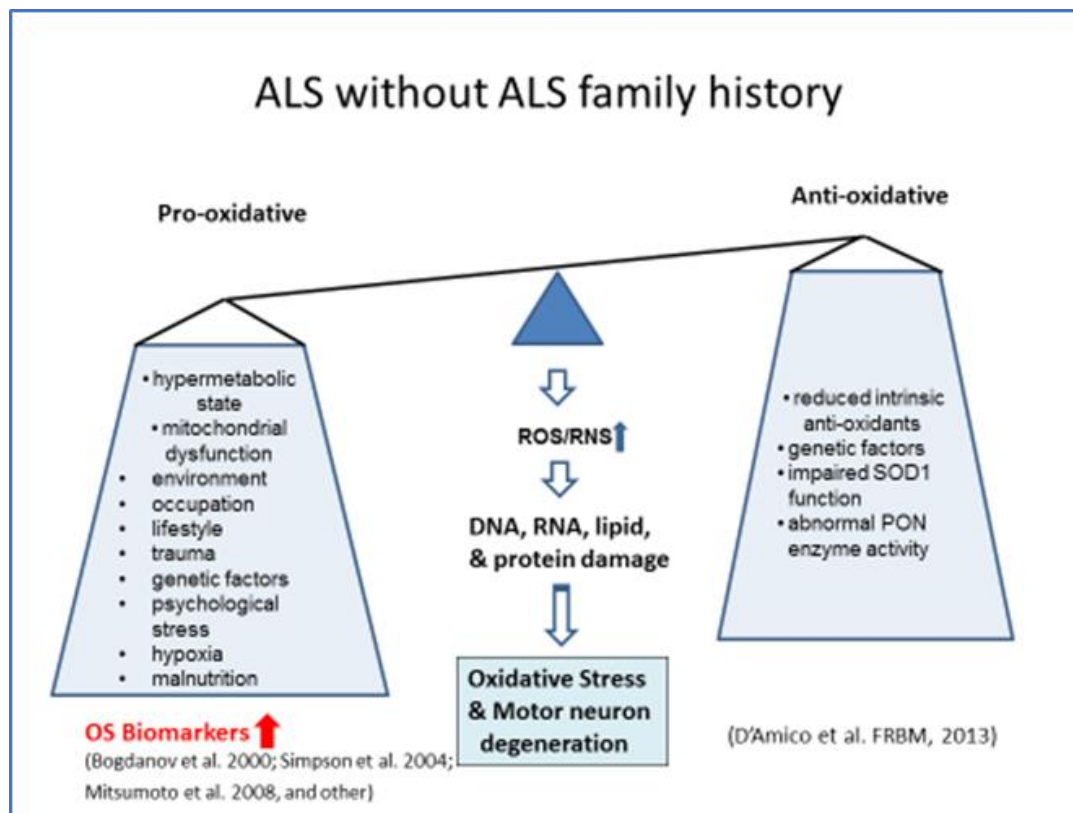 ALS without ALS family history
Pro-oxidative
Anti-oxidative
• hypermetabolic
state
• mitochondrial
dysfunction
• environment
• occupation
• lifestyle
• trauma
• genetic factors
• psychological
stress
• hypoxia
• malnutrition
OS Biomarkers
(Bogdanov et al. 2000; Simpson et al. 2004;
Mitsumoto et al. 2008, and other)
ROS/RNS
DNA, RNA, lipid,
& protein damage
Oxidative Stress
& Motor neuron
degeneration
• reduced intrinsic
anti-oxidants
• genetic factors
• impaired SOD1
function
• abnormal PON
enzyme activity
(D'Amico et al. FRBM, 2013)